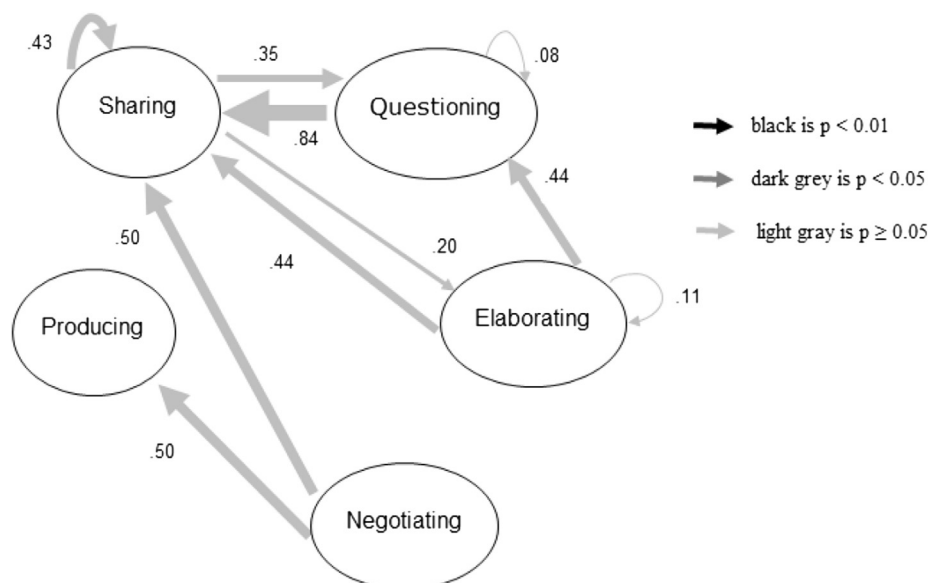 .43
.35
.08
Sharing
Questioning
.84
black is p < 0.01
.44
dark grey is p < 0.05
.50
.20
light gray is p ≥ 0.05
.44
Producing
Elaborating
.11
.50
Negotiating